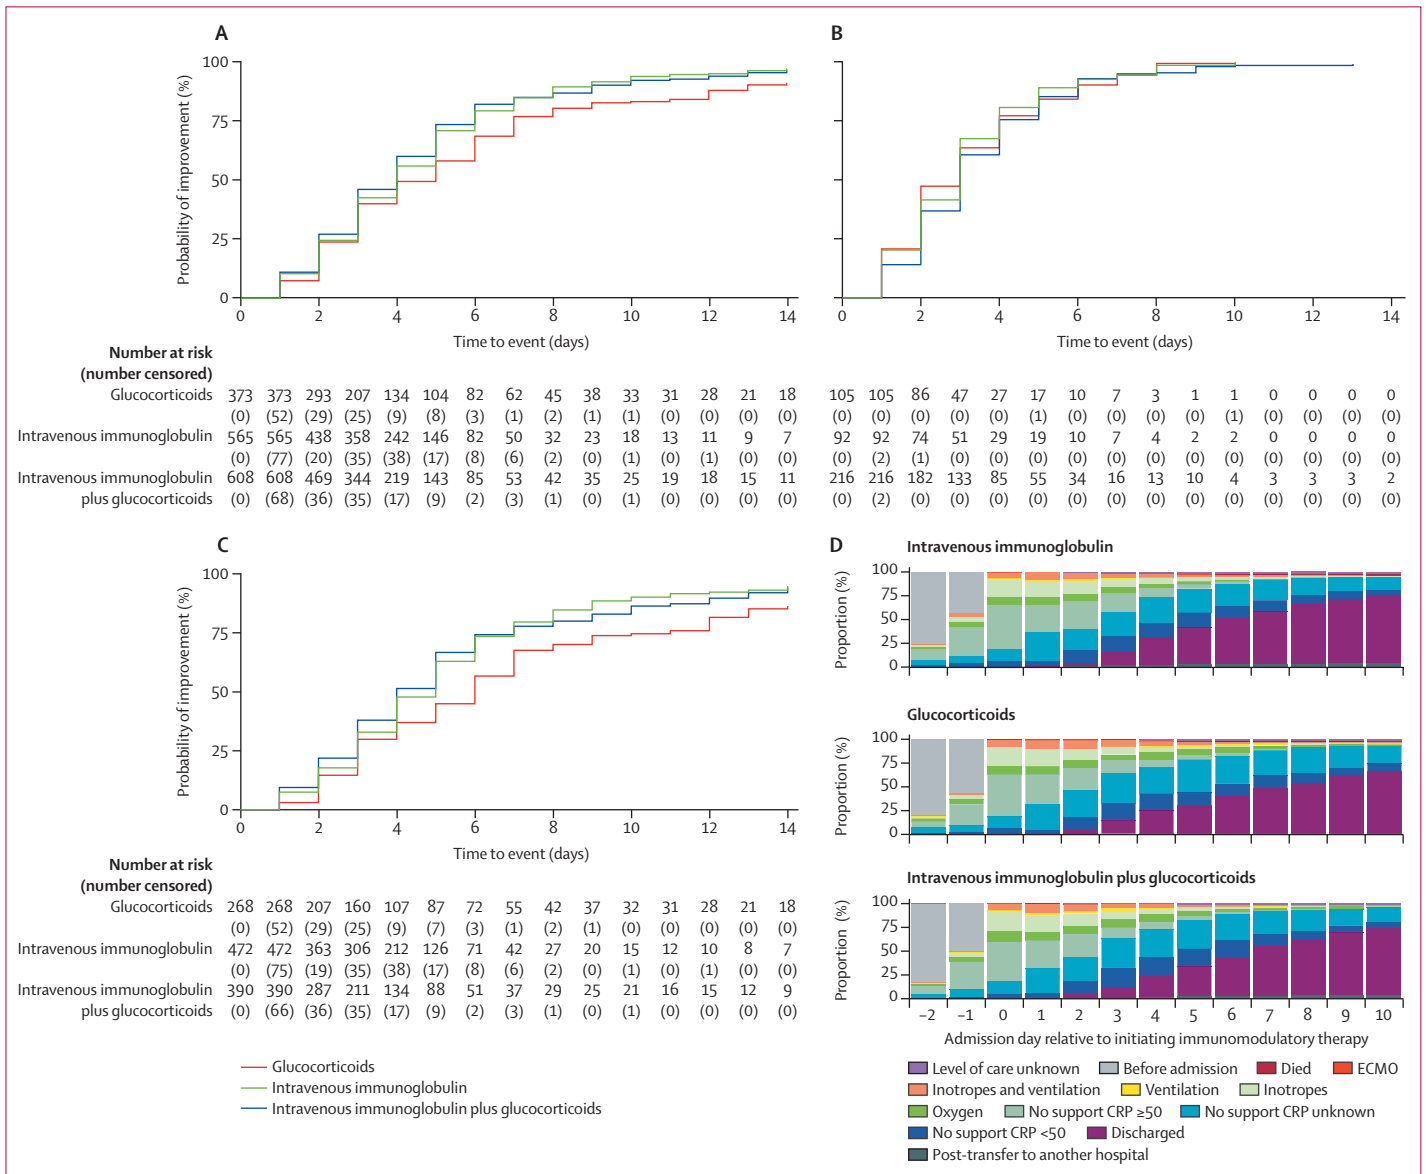 A
B
Probability of improvement (%)
100
75
50
25
0
0 2 4 6 8 10 12 14
0 2 4 6 8 10 12 14
Time to event (days)
Time to event (days)
Number at risk
(number censored)
Glucocorticoids 373 373 293 207 134 104 82 62 45 38 33 31 28 21 18 105 105 86 47 27 17 10 7 3 1 1 0 0 0 0
(0) (52) (29) (25) (9) (8) (3) (1) (2) (1) (1) (0) (0) (0) (0) (0) (0) (0) (0) (0) (1) (0) (0) (0) (0) (1) (0) (0) (0) (0)
Intravenous immunoglobulin 565 565 438 358 242 146 82 50 32 23 18 13 11 9 7 92 92 74 51 29 19 10 7 4 2 2 0 0 0 0
(0) (77) (20) (35) (38) (17) (8) (6) (2) (0) (1) (0) (1) (0) (0) (0) (2) (1) (0) (0) (0) (0) (0) (0) (0) (0) (0) (0) (0) (0)
Intravenous immunoglobulin 608 608 469 344 219 143 85 53 42 35 25 19 18 15 11 216 216 182 133 85 55 34 16 13 10 4 3 3 3 2
plus glucocorticoids (0) (68) (36) (35) (17) (9) (2) (3) (1) (0) (1) (0) (0) (0) (0) (0) (2) (0) (0) (0) (0) (0) (0) (0) (0) (0) (0) (0) (0) (0)
C
Probability of improvement (%)
100
75
50
25
0
0 2 4 6 8 10 12 14
Time to event (days)
Number at risk
(number censored)
Glucocorticoids 268 268 207 160 107 87 72 55 42 37 32 31 28 21 18
(0) (52) (29) (25) (9) (7) (3) (1) (2) (1) (0) (0) (0) (0) (0)
Intravenous immunoglobulin 472 472 363 306 212 126 71 42 27 20 15 12 10 8 7
(0) (75) (19) (35) (38) (17) (8) (6) (2) (0) (1) (0) (1) (0) (0)
Intravenous immunoglobulin 390 390 287 211 134 88 51 37 29 25 21 16 15 12 9
plus glucocorticoids (0) (66) (36) (35) (17) (9) (2) (3) (1) (0) (1) (0) (0) (0) (0)
Glucocorticoids
Intravenous immunoglobulin
Intravenous immunoglobulin plus glucocorticoids
D
Intravenous immunoglobulin
Proportion (%)
100
75
50
25
0
Glucocorticoids
Proportion (%)
100
75
50
25
0
Intravenous immunoglobulin plus glucocorticoids
Proportion (%)
100
75
50
25
0
–2 –1 0 1 2 3 4 5 6 7 8 9 10
Admission day relative to initiating immunomodulatory therapy
Level of care unknown Before admission Died ECMO
Inotropes and ventilation Ventilation Inotropes
Oxygen No support CRP ≥50 No support CRP unknown
No support CRP <50 Discharged
Post-transfer to another hospital